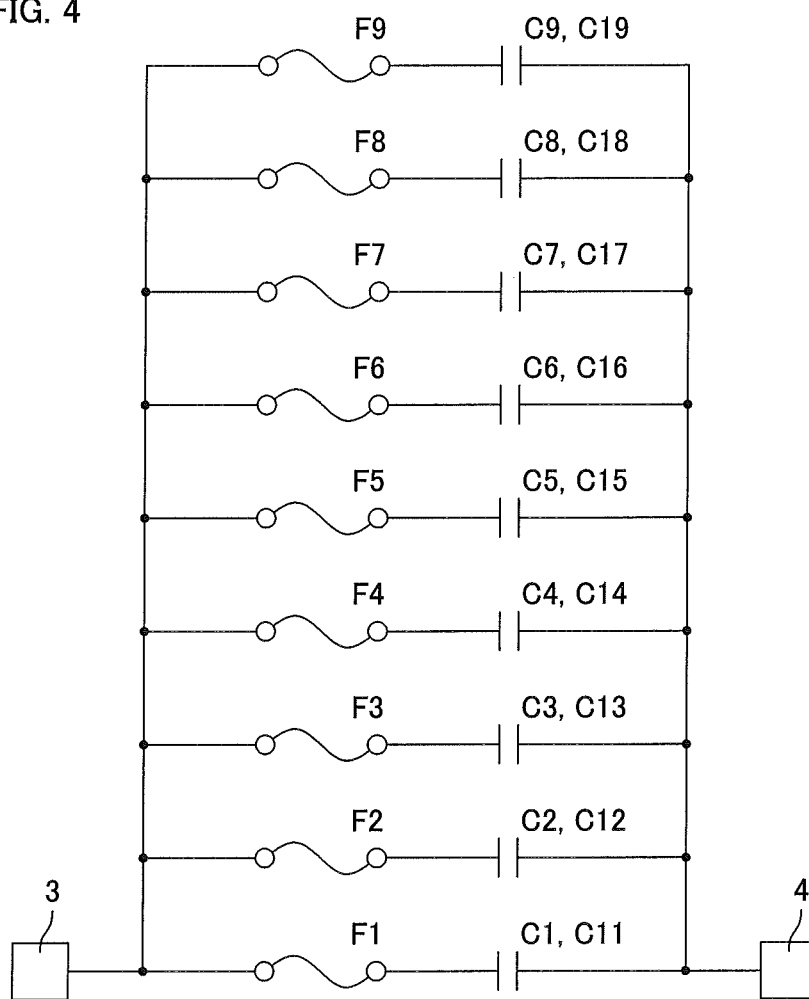 FIG. 4
F9 C9, C19
F8 C8, C18
F7 C7, C17
F6 C6, C16
F5 C5, C15
F4 C4, C14
F3 C3, C13
F2 C2, C12
3 F1 C1, C11 4